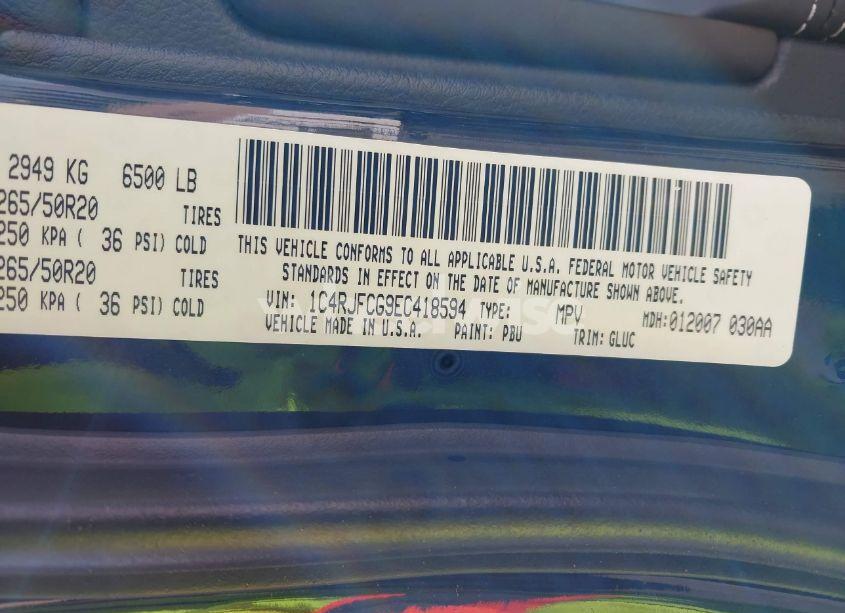 2949 KG 6500 LB
265/50R20 TIRES
250 KPA ( 36 PSI) COLD
265/50R20 TIRES
250 KPA ( 36 PSI) COLD
THIS VEHICLE CONFORMS TO ALL APPLICABLE U.S.A. FEDERAL MOTOR VEHICLE SAFETY
STANDARDS IN EFFECT ON THE DATE OF MANUFACTURE SHOWN ABOVE.
VIN: 1C4RJFCG9EC418594 TYPE: MPV MDH:012007 030AA
VEHICLE MADE IN U.S.A. PAINT: PBU TRIM: GLUC